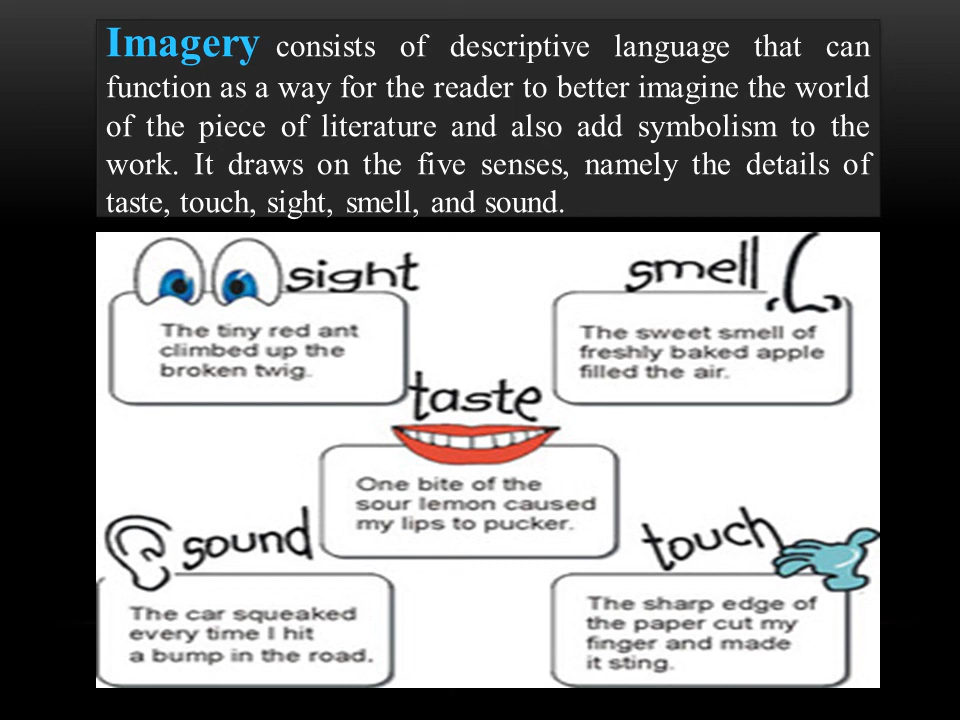 Imagery consists of descriptive language that can
function as a way for the reader to better imagine the world
of the piece of literature and also add symbolism to the
work. It draws on the five senses, namely the details of
taste, touch, sight, smell, and sound.
sight
The tiny red ant
climbed up the
broken twig.
smell
The sweet smell of
freshly baked apple
filled the air.
taste
One bite of the
sour lemon caused
my lips to pucker.
sound
The car squeaked
every time I hit
a bump in the road.
touch
The sharp edge of
the paper cut my
finger and made
it sting.